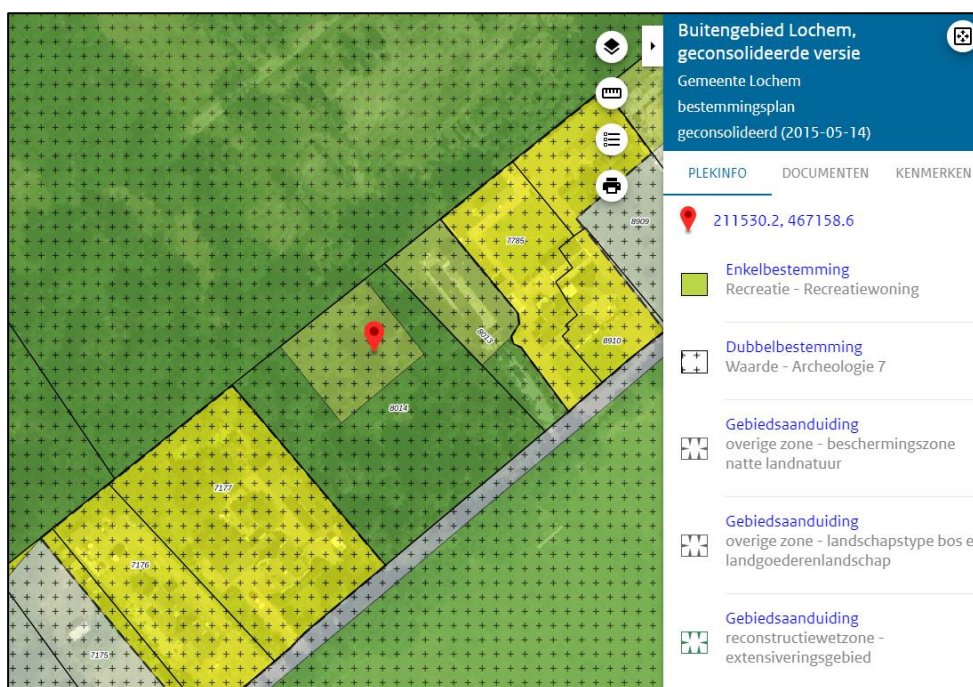 Buitengebied Lochem,
geconsolideerde versie
Gemeente Lochem
bestemmingsplan
geconsolideerd (2015-05-14)
PLEKINFO DOCUMENTEN KENMERKEN
211530.2, 467158.6
Enkelbestemming
Recreatie - Recreatiewoning
Dubbelbestemming
Waarde - Archeologie 7
Gebiedsaanduiding
overige zone - beschermingszone
natte landnatuur
Gebiedsaanduiding
overige zone - landschapstype bos e
landgoederenlandschap
Gebiedsaanduiding
reconstructiewetzone -
extensiveringsgebied
8909
7785
8013
8910
8014
7177
7176
7175